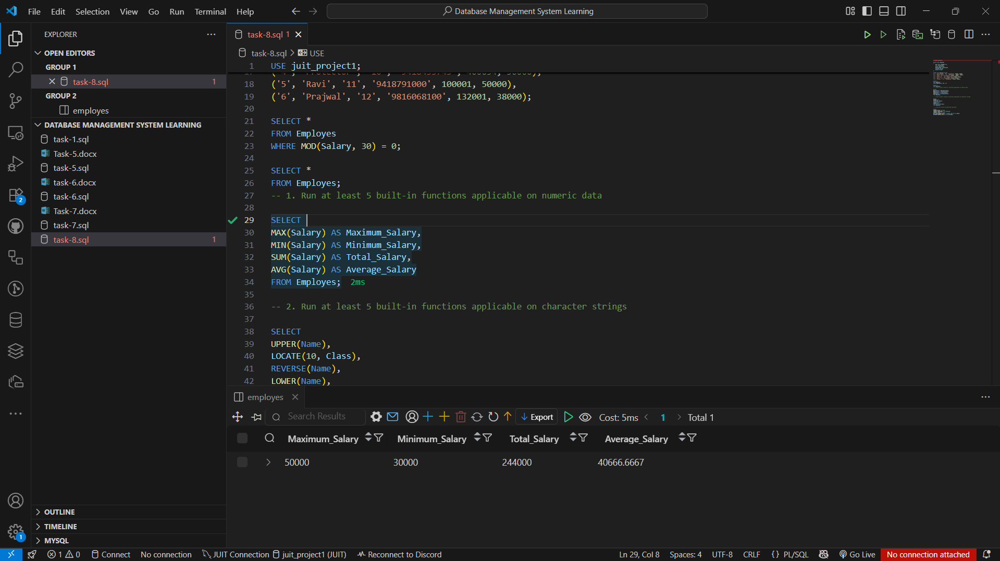 File Edit Selection View Go Run Terminal Help
Database Management System Learning
EXPLORER
OPEN EDITORS
GROUP 1
task-8.sql 1
GROUP 2
employes
DATABASE MANAGEMENT SYSTEM LEARNING
task-1.sql
Task-5.docx
task-5.sql
task-6.docx
task-6.sql
Task-7.docx
task-7.sql
task-8.sql 1
OUTLINE
TIMELINE
MYSQL
2
1
task-8.sql 1
task-8.sql > USE
1 USE juit_project1;
18 ('5', 'Ravi', '11', '9418791000', 100001, 50000),
19 ('6', 'Prajwal', '12', '9816068100', 132001, 38000);
20
21 SELECT *
22 FROM Employes
23 WHERE MOD(Salary, 30) = 0;
24
25 SELECT *
26 FROM Employes;
27 -- 1. Run at least 5 built-in functions applicable on numeric data
28
29 SELECT
30 MAX(Salary) AS Maximum_Salary,
31 MIN(Salary) AS Minimum_Salary,
32 SUM(Salary) AS Total_Salary,
33 AVG(Salary) AS Average_Salary
34 FROM Employes; 2ms
35
36 -- 2. Run at least 5 built-in functions applicable on character strings
37
38 SELECT
39 UPPER(Name),
40 LOCATE(10, Class),
41 REVERSE(Name),
42 LOWER(Name),
employes
Search Results Export Cost: 5ms 1 Total 1
Maximum_Salary Minimum_Salary Total_Salary Average_Salary
50000 30000 244000 40666.6667
1 0 Connect No connection JUIT Connection juit_project1 (JUIT) Reconnect to Discord Ln 29, Col 8 Spaces: 4 UTF-8 CRLF {} PL/SQL Go Live No connection attached